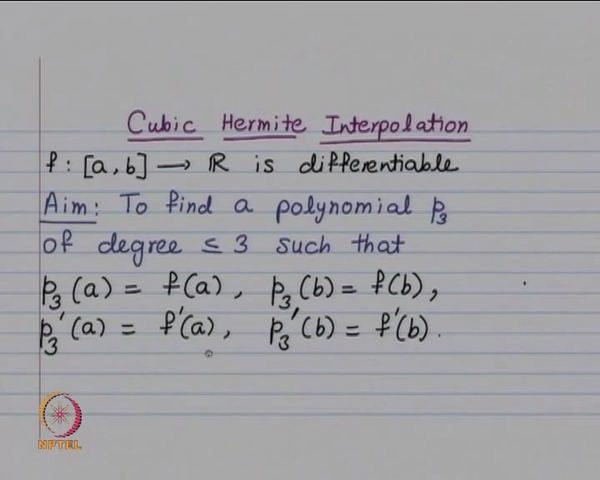 Cubic Hermite Interpolation
f : [a, b] → ℝ is differentiable
Aim: To find a polynomial p₃
of degree ≤ 3 such that
p₃(a) = f(a), p₃(b) = f(b),
p₃'(a) = f'(a), p₃'(b) = f'(b).
NPTEL